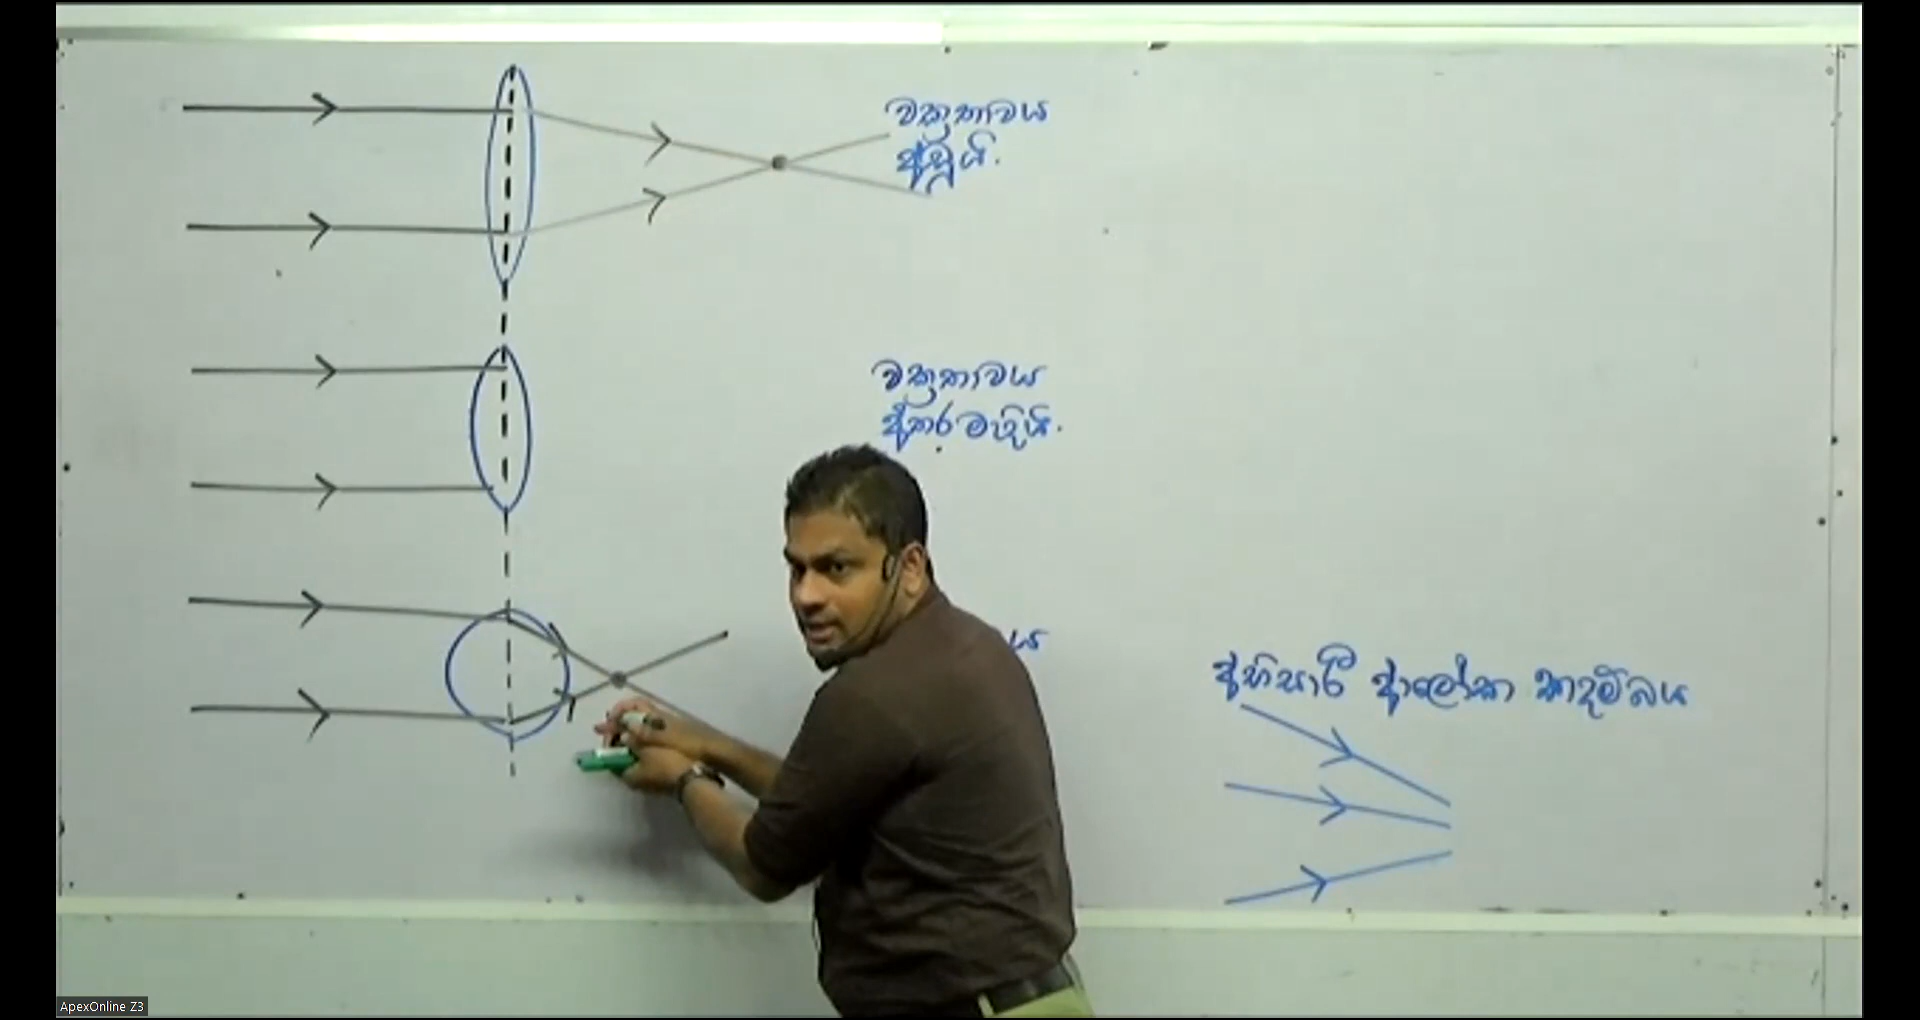 වක්‍රතාවය
අඩුයි.
වක්‍රතාවය
අතරමැදියි.
ය
අභිසාරී ආලෝක කදම්බය
ApexOnline Z3